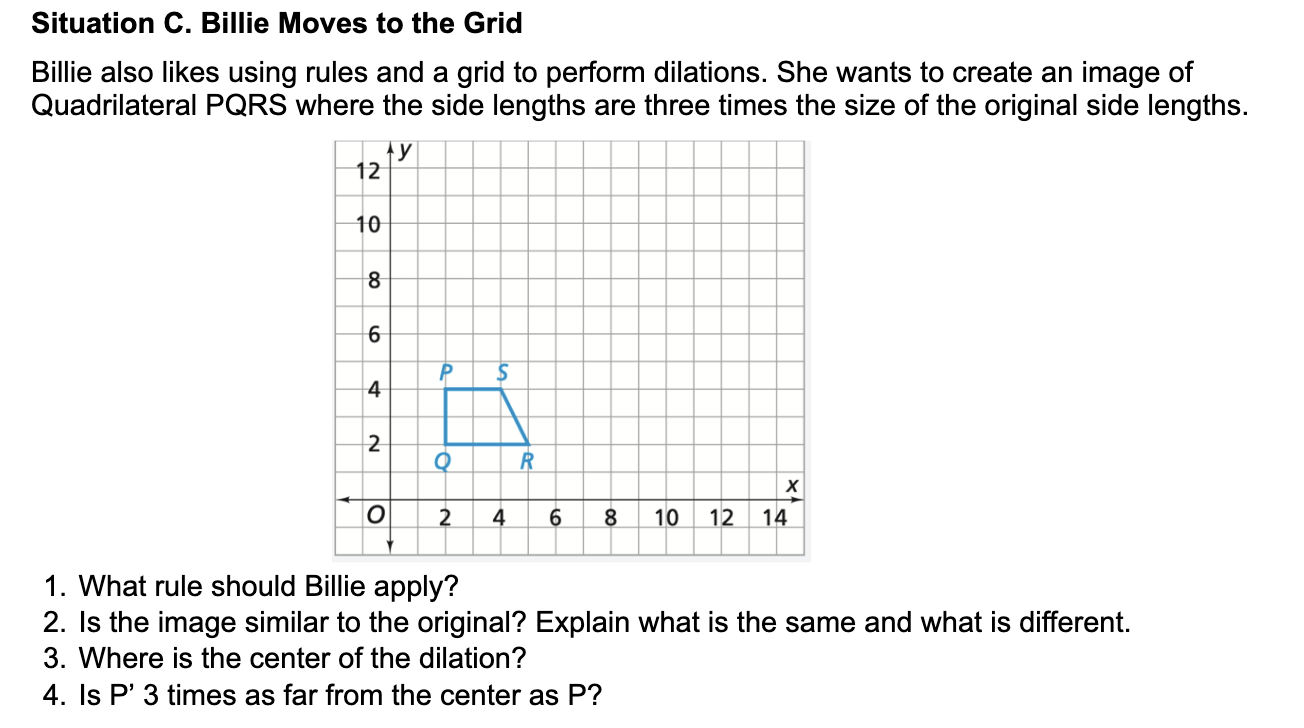 Situation C. Billie Moves to the Grid
Billie also likes using rules and a grid to perform dilations. She wants to create an image of
Quadrilateral PQRS where the side lengths are three times the size of the original side lengths.
y
12
10
8
6
P S
4
2
Q R
x
O 2 4 6 8 10 12 14
1. What rule should Billie apply?
2. Is the image similar to the original? Explain what is the same and what is different.
3. Where is the center of the dilation?
4. Is P’ 3 times as far from the center as P?